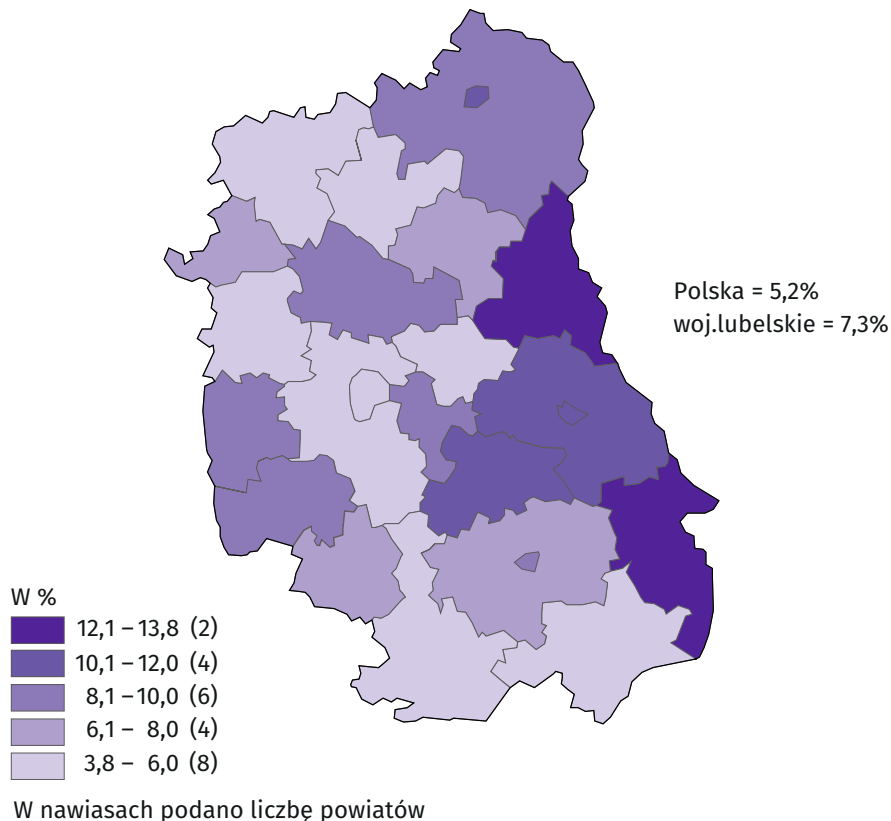 Polska = 5,2%
woj.lubelskie = 7,3%
W %
12,1 – 13,8 (2)
10,1 – 12,0 (4)
8,1 – 10,0 (6)
6,1 – 8,0 (4)
3,8 – 6,0 (8)
W nawiasach podano liczbę powiatów